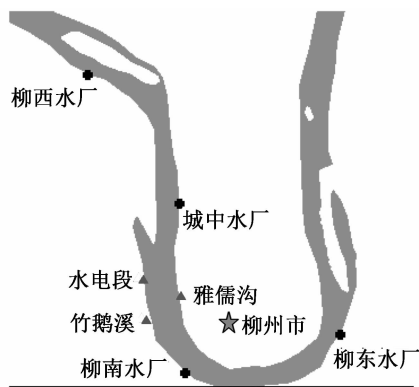 柳西水厂
城中水厂
水电段
雅儒沟
竹鹅溪
柳州市
柳南水厂
柳东水厂